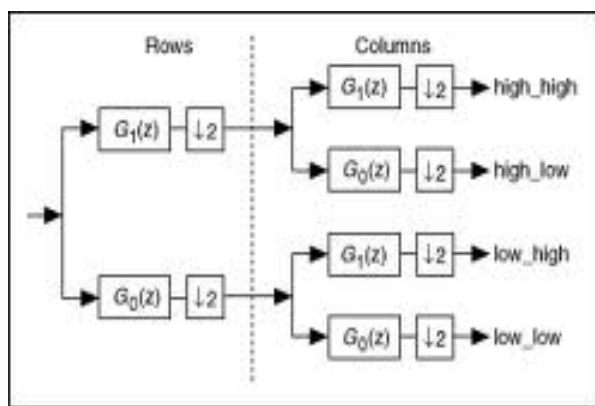 Rows Columns
G1(z) ↓2 high_high
G1(z) ↓2
G0(z) ↓2 high_low
G1(z) ↓2 low_high
G0(z) ↓2
G0(z) ↓2 low_low